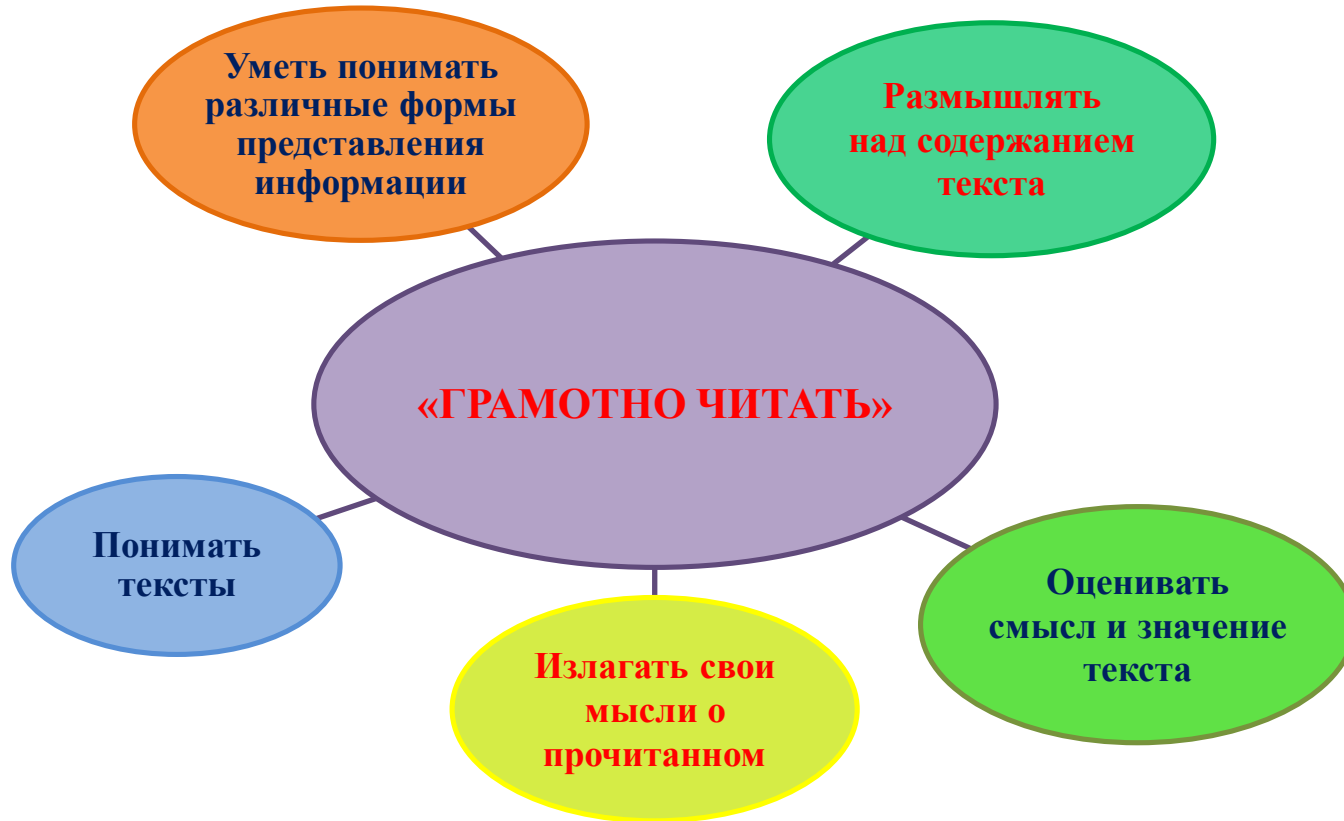 Уметь понимать
различные формы
представления
информации
Размышлять
над содержанием
текста
«ГРАМОТНО ЧИТАТЬ»
Понимать
тексты
Излагать свои
мысли о
прочитанном
Оценивать
смысл и значение
текста